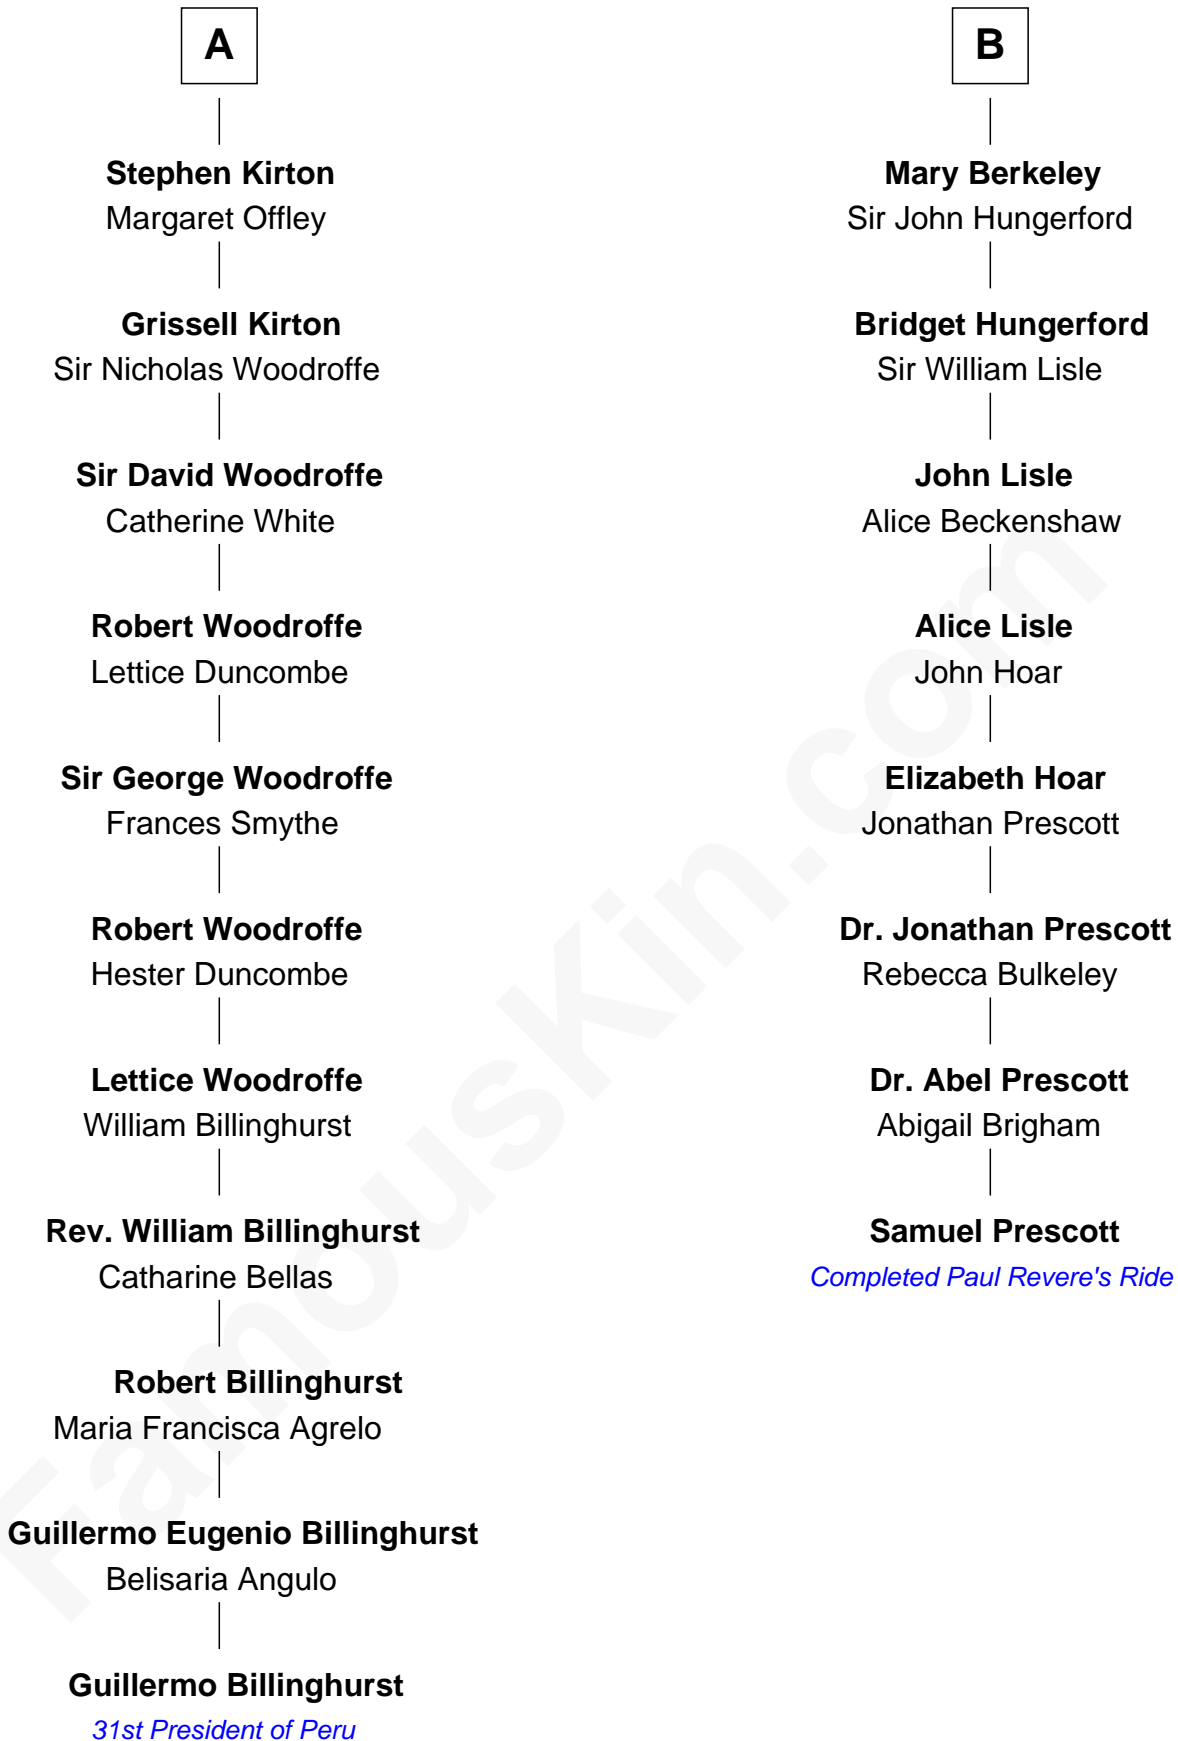 A
Stephen Kirton
Margaret Offley
Grissell Kirton
Sir Nicholas Woodroffe
Sir David Woodroffe
Catherine White
Robert Woodroffe
Lettice Duncombe
Sir George Woodroffe
Frances Smythe
Robert Woodroffe
Hester Duncombe
Lettice Woodroffe
William Billinghurst
Rev. William Billinghurst
Catharine Bellas
Robert Billinghurst
Maria Francisca Agrelo
Guillermo Eugenio Billinghurst
Belisaria Angulo
Guillermo Billinghurst
31st President of Peru
B
Mary Berkeley
Sir John Hungerford
Bridget Hungerford
Sir William Lisle
John Lisle
Alice Beckenshaw
Alice Lisle
John Hoar
Elizabeth Hoar
Jonathan Prescott
Dr. Jonathan Prescott
Rebecca Bulkeley
Dr. Abel Prescott
Abigail Brigham
Samuel Prescott
Completed Paul Revere's Ride
FamousKin.com